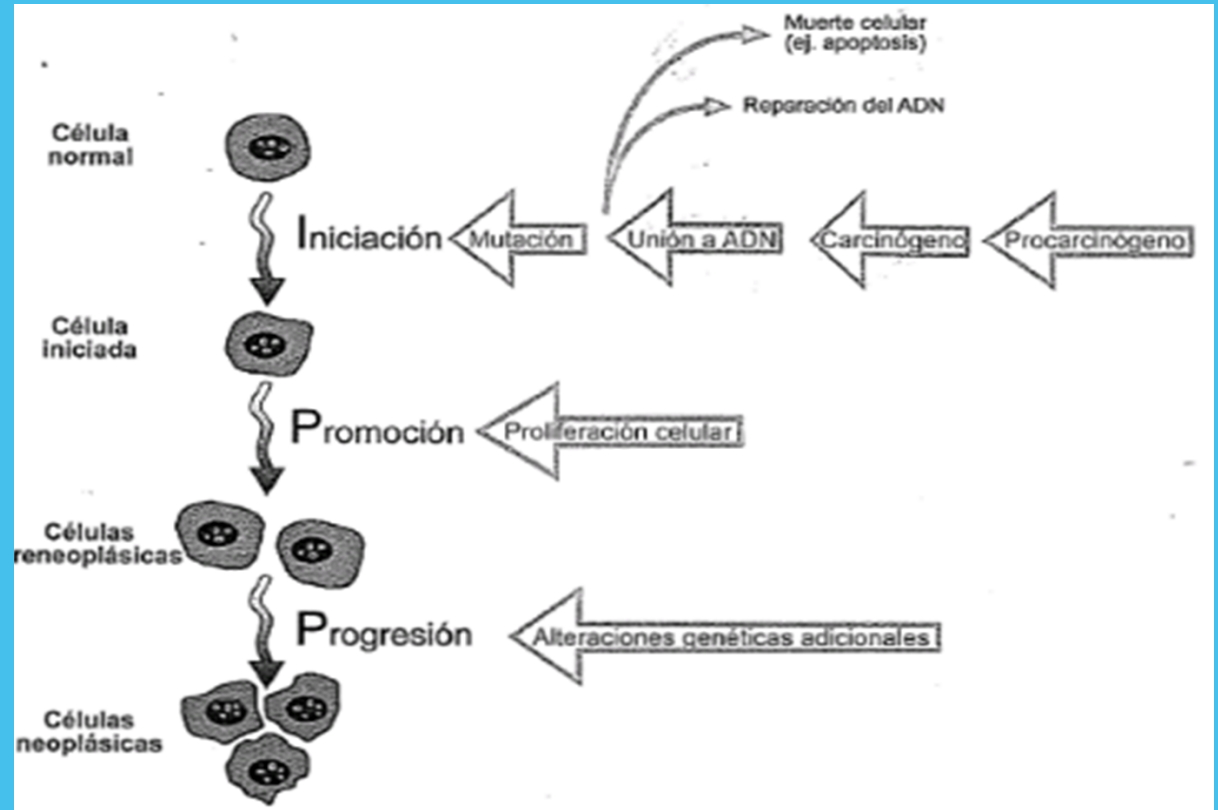 Muerte celular
(ej. apoptosis)
Reparación del ADN
Célula
normal
Iniciación
Mutación
Unión a ADN
Carcinógeno
Procarcinógeno
Célula
iniciada
Promoción
Proliferación celular
Células
reneoplásicas
Progresión
Alteraciones genéticas adicionales
Células
neoplásicas